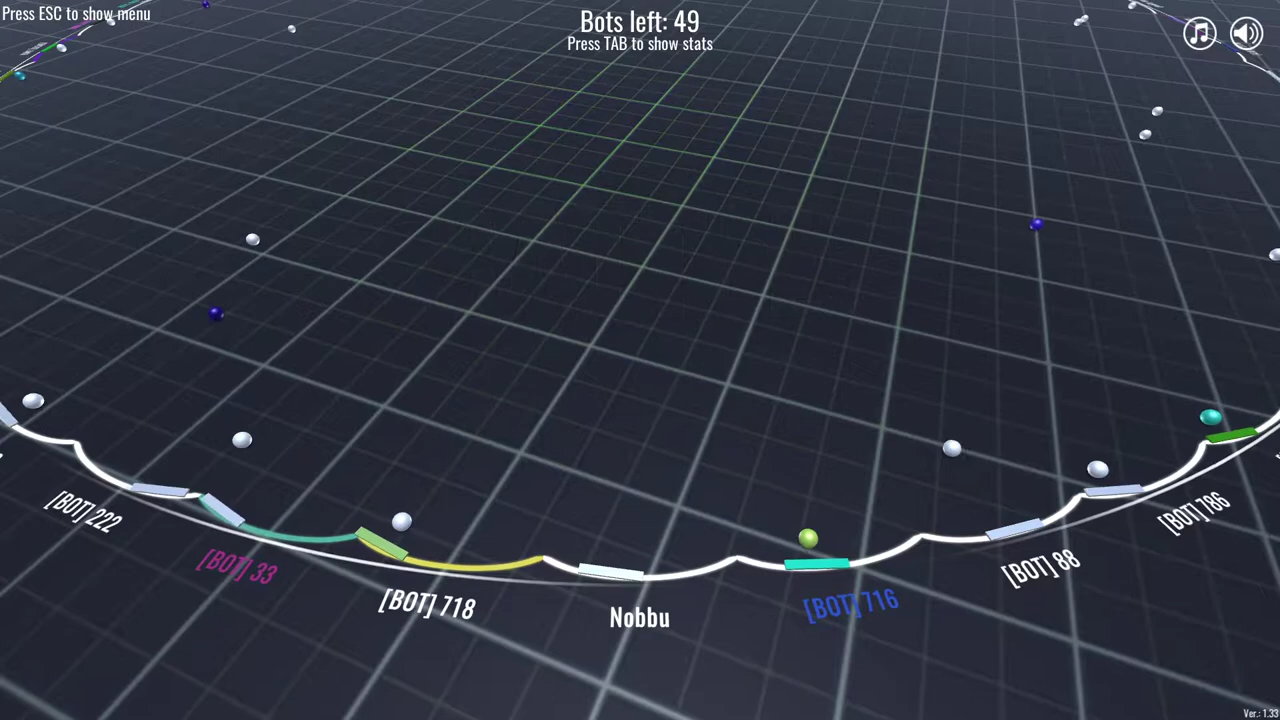 Press ESC to show menu
Bots left: 49
Press TAB to show stats
[BOT] 222
[BOT] 33
[BOT] 718
Nobbu
[BOT] 716
[BOT] 88
[BOT] 786
Ver.: 1.33